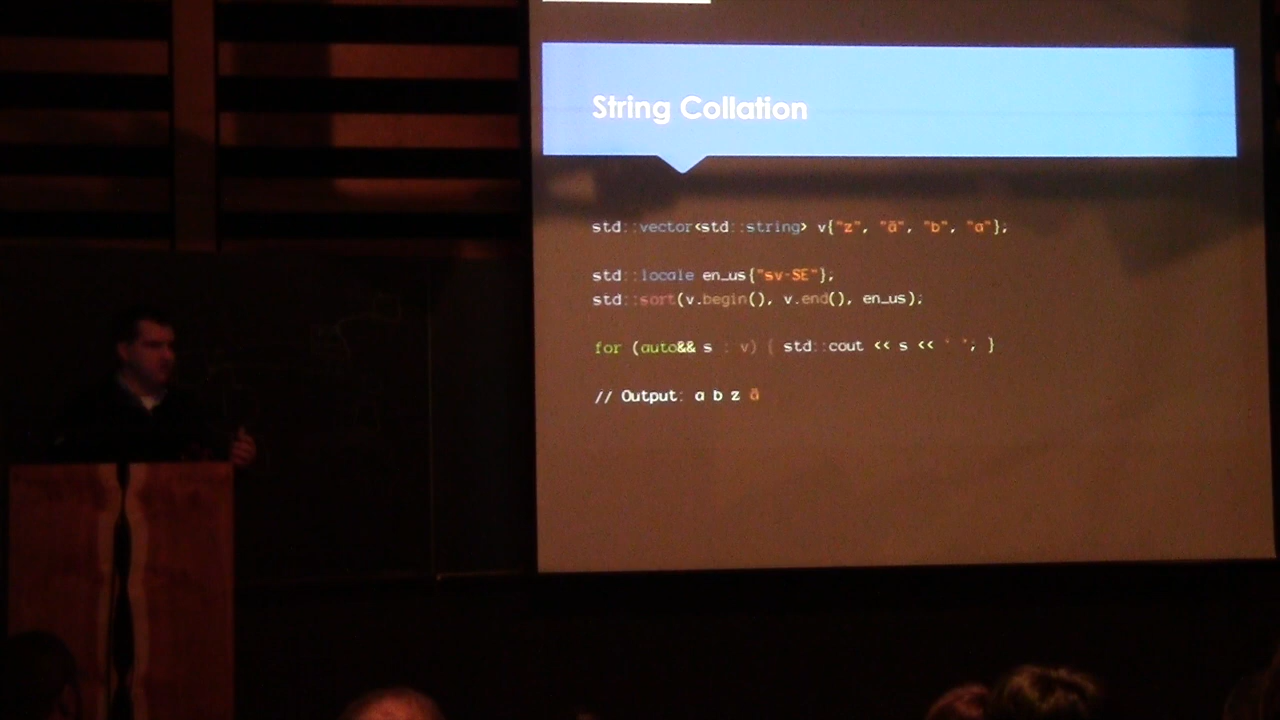 String Collation
std::vector<std::string> v{"z", "ä", "b", "a"};
std::locale en_us{"sv-SE"};
std::sort(v.begin(), v.end(), en_us);
for (auto&& s : v) { std::cout << s << ' '; }
// Output: a b z ä